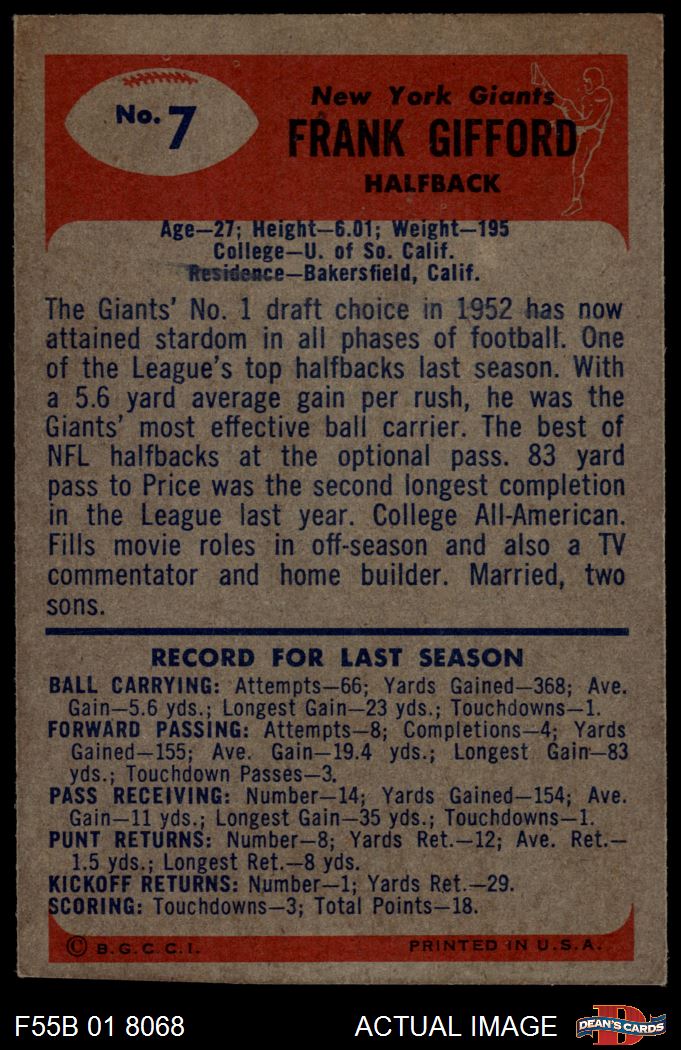 No. 7
New York Giants
FRANK GIFFORD
HALFBACK
Age—27; Height—6.01; Weight—195
College—U. of So. Calif.
Residence—Bakersfield, Calif.
The Giants' No. 1 draft choice in 1952 has now
attained stardom in all phases of football. One
of the League's top halfbacks last season. With
a 5.6 yard average gain per rush, he was the
Giants' most effective ball carrier. The best of
NFL halfbacks at the optional pass. 83 yard
pass to Price was the second longest completion
in the League last year. College All-American.
Fills movie roles in off-season and also a TV
commentator and home builder. Married, two
sons.
RECORD FOR LAST SEASON
BALL CARRYING: Attempts—66; Yards Gained—368; Ave.
Gain—5.6 yds.; Longest Gain—23 yds.; Touchdowns—1.
FORWARD PASSING: Attempts—8; Completions—4; Yards
Gained—155; Ave. Gain—19.4 yds.; Longest Gain—83
yds.; Touchdown Passes—3.
PASS RECEIVING: Number—14; Yards Gained—154; Ave.
Gain—11 yds.; Longest Gain—35 yds.; Touchdowns—1.
PUNT RETURNS: Number—8; Yards Ret.—12; Ave. Ret.—
1.5 yds.; Longest Ret.—8 yds.
KICKOFF RETURNS: Number—1; Yards Ret.—29.
SCORING: Touchdowns—3; Total Points—18.
© B.G.C.C.I. PRINTED IN U.S.A.
F55B 01 8068 ACTUAL IMAGE DEAN'S CARDS